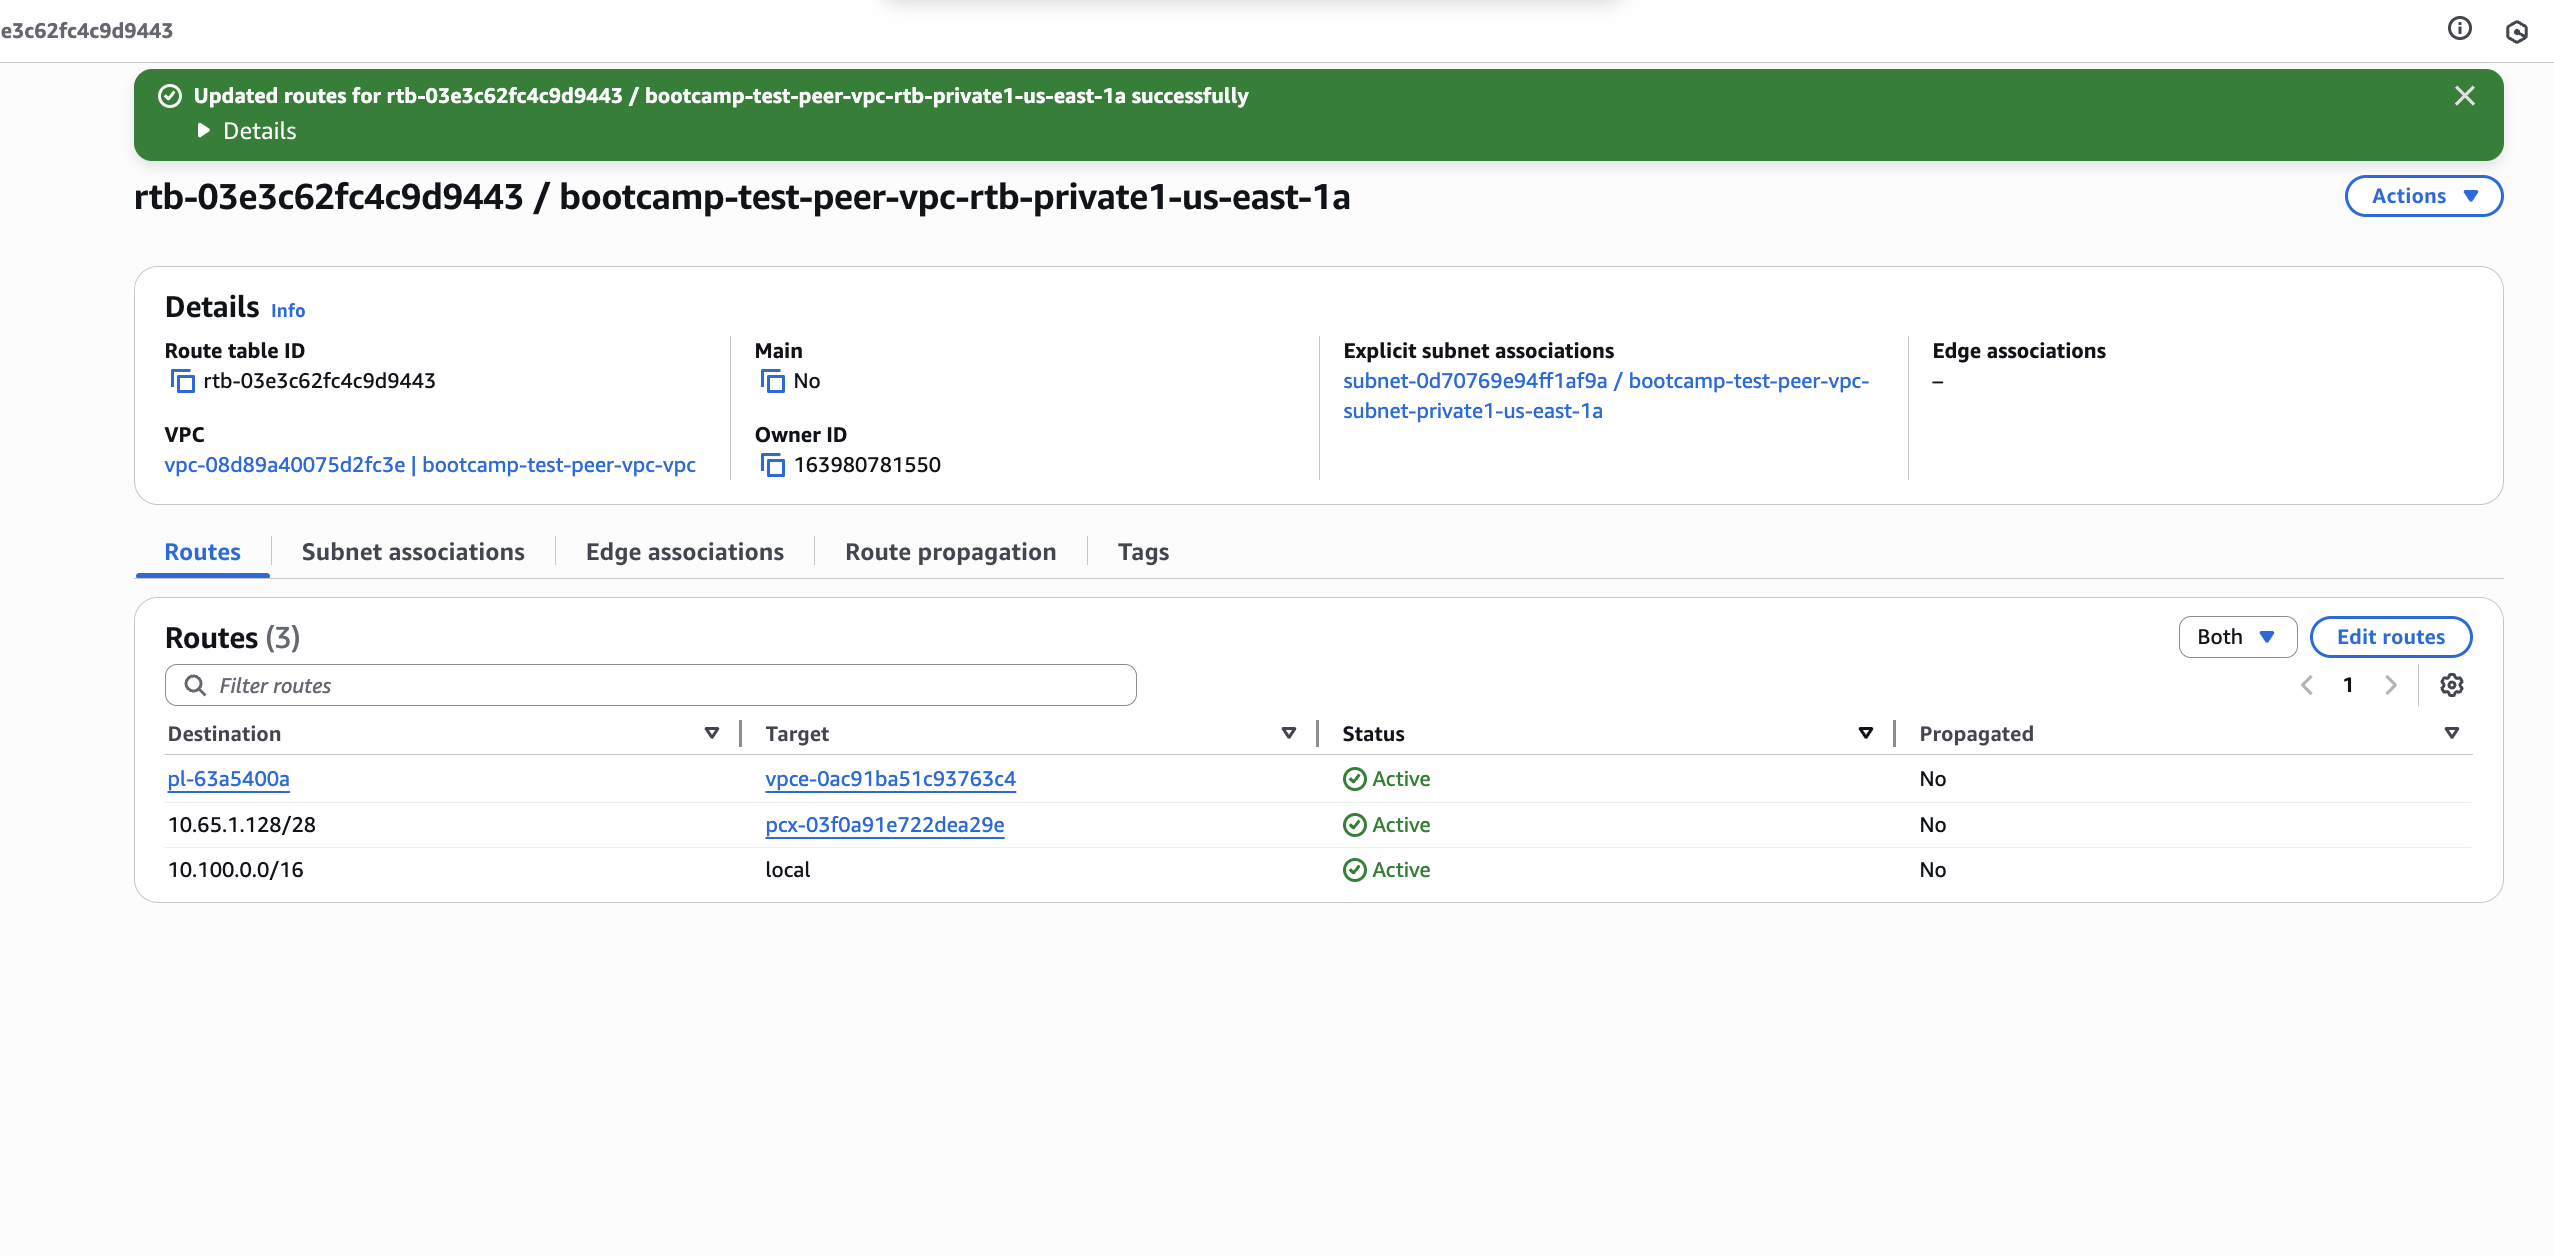 e3c62fc4c9d9443
Updated routes for rtb-03e3c62fc4c9d9443 / bootcamp-test-peer-vpc-rtb-private1-us-east-1a successfully
Details
rtb-03e3c62fc4c9d9443 / bootcamp-test-peer-vpc-rtb-private1-us-east-1a
Actions
Details Info
Route table ID
rtb-03e3c62fc4c9d9443
Main
No
Explicit subnet associations
subnet-0d70769e94ff1af9a / bootcamp-test-peer-vpc-
subnet-private1-us-east-1a
Edge associations
–
VPC
vpc-08d89a40075d2fc3e | bootcamp-test-peer-vpc-vpc
Owner ID
163980781550
Routes Subnet associations Edge associations Route propagation Tags
Routes (3)
Both Edit routes
Filter routes
1
Destination Target Status Propagated
pl-63a5400a vpce-0ac91ba51c93763c4 Active No
10.65.1.128/28 pcx-03f0a91e722dea29e Active No
10.100.0.0/16 local Active No